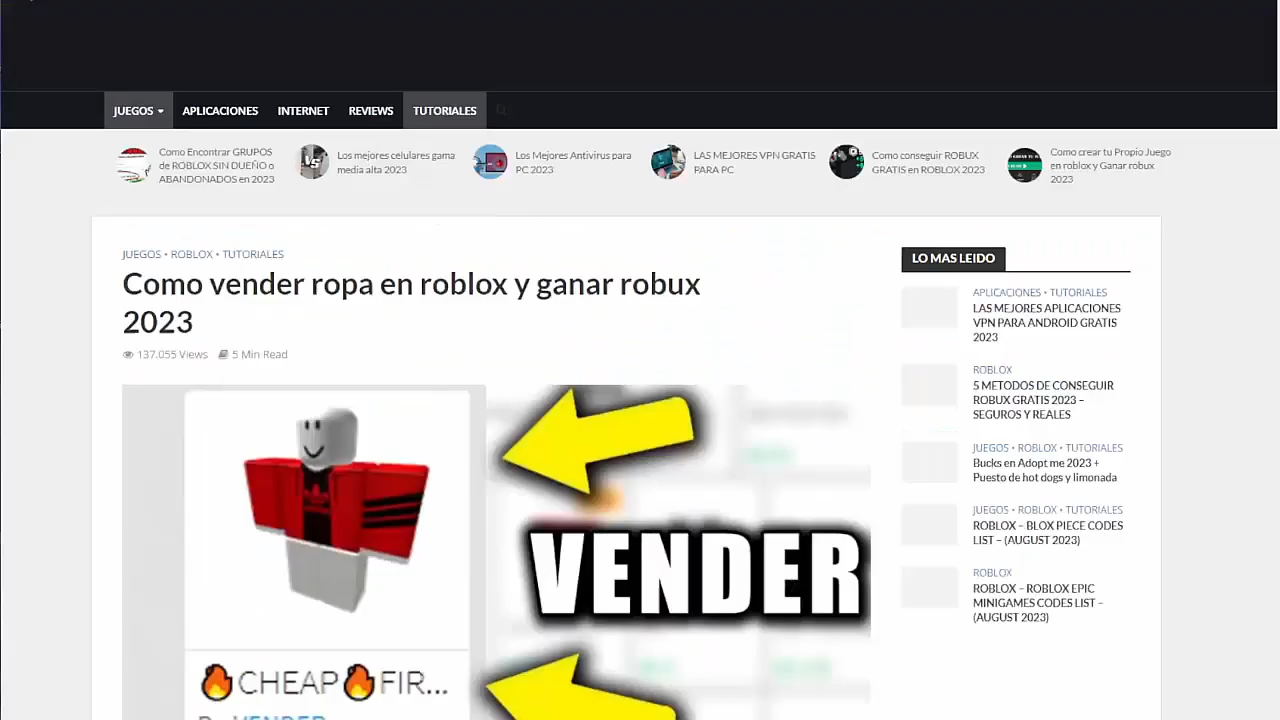 JUEGOS
APLICACIONES
INTERNET
REVIEWS
TUTORIALES
Como Encontrar GRUPOS
de ROBLOX SIN DUEÑO o
ABANDONADOS en 2023
VS
Los mejores celulares gama
media alta 2023
Los Mejores Antivirus para
PC 2023
LAS MEJORES VPN GRATIS
PARA PC
Como conseguir ROBUX
GRATIS en ROBLOX 2023
Como crear tu Propio Juego
en roblox y Ganar robux
2023
JUEGOS • ROBLOX • TUTORIALES
Como vender ropa en roblox y ganar robux
2023
137.055 Views 5 Min Read
VENDER
🔥CHEAP🔥FIR...
VENDER
LO MAS LEIDO
APLICACIONES • TUTORIALES
LAS MEJORES APLICACIONES
VPN PARA ANDROID GRATIS
2023
ROBLOX
5 METODOS DE CONSEGUIR
ROBUX GRATIS 2023 –
SEGUROS Y REALES
JUEGOS • ROBLOX • TUTORIALES
Bucks en Adopt me 2023 +
Puesto de hot dogs y limonada
JUEGOS • ROBLOX • TUTORIALES
ROBLOX – BLOX PIECE CODES
LIST – (AUGUST 2023)
ROBLOX
ROBLOX – ROBLOX EPIC
MINIGAMES CODES LIST –
(AUGUST 2023)